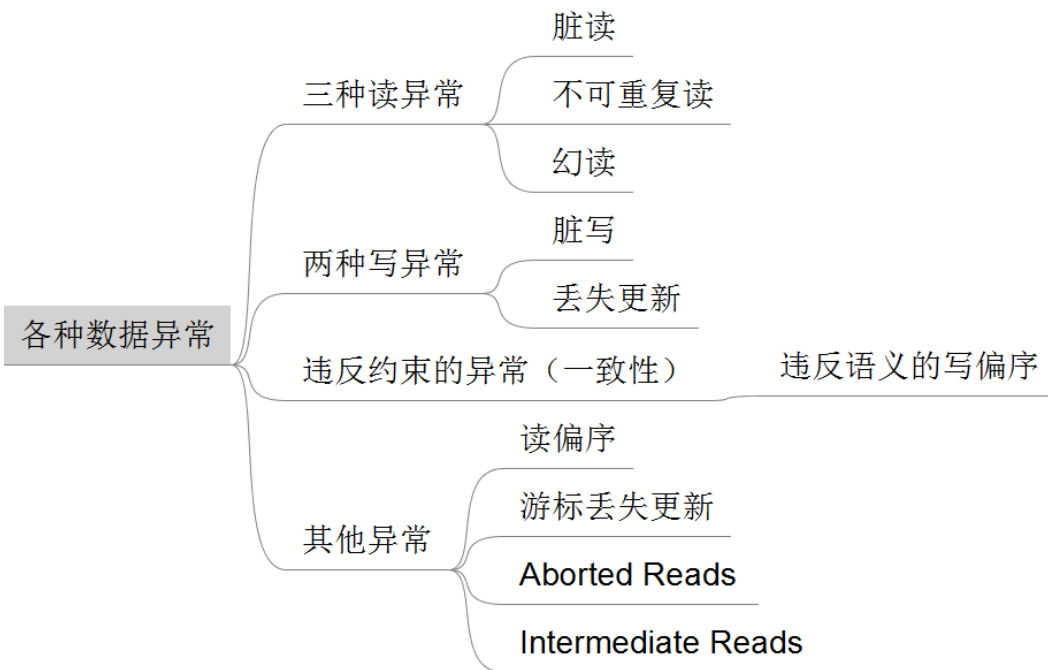 各种数据异常
三种读异常
脏读
不可重复读
幻读
两种写异常
脏写
丢失更新
违反约束的异常（一致性）
违反语义的写偏序
其他异常
读偏序
游标丢失更新
Aborted Reads
Intermediate Reads